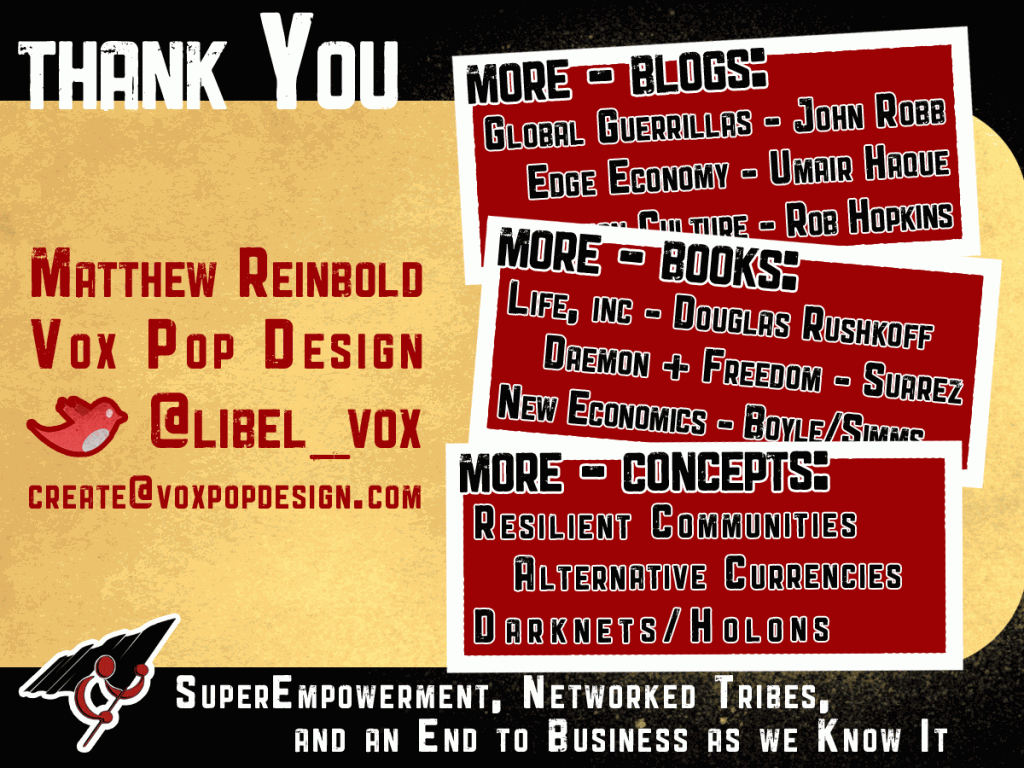 Thank You
Matthew Reinbold
Vox Pop Design
@libel_vox
create@voxpopdesign.com
More - Blogs:
Global Guerrillas - John Robb
Edge Economy - Umair Haque
Culture - Rob Hopkins
More - Books:
Life, inc - Douglas Rushkoff
Daemon + Freedom - Suarez
New Economics - Boyle/Simms
More - Concepts:
Resilient Communities
Alternative Currencies
Darknets/Holons
SuperEmpowerment, Networked Tribes,
and an End to Business as we Know It